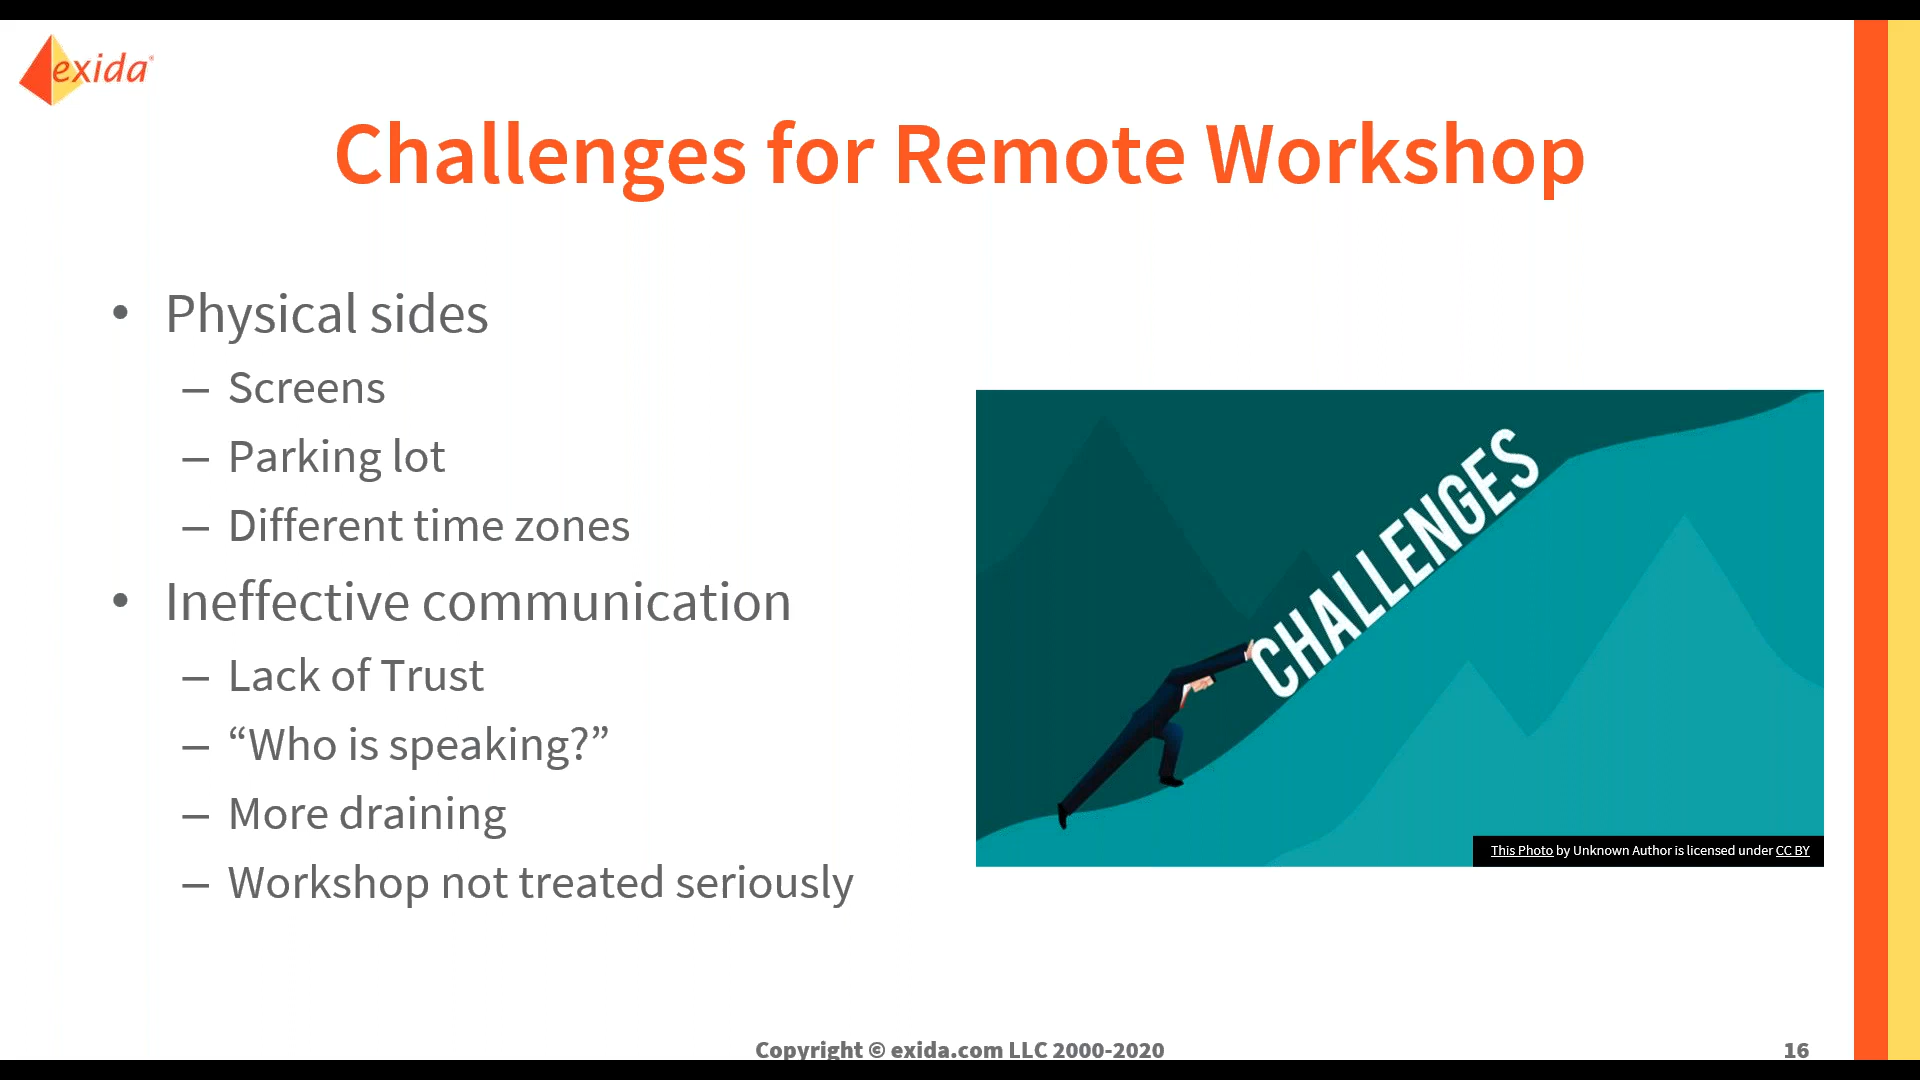 exida®
Challenges for Remote Workshop
• Physical sides
– Screens
– Parking lot
– Different time zones
• Ineffective communication
– Lack of Trust
– “Who is speaking?”
– More draining
– Workshop not treated seriously
CHALLENGES
This Photo by Unknown Author is licensed under CC BY
Copyright © exida.com LLC 2000-2020
16